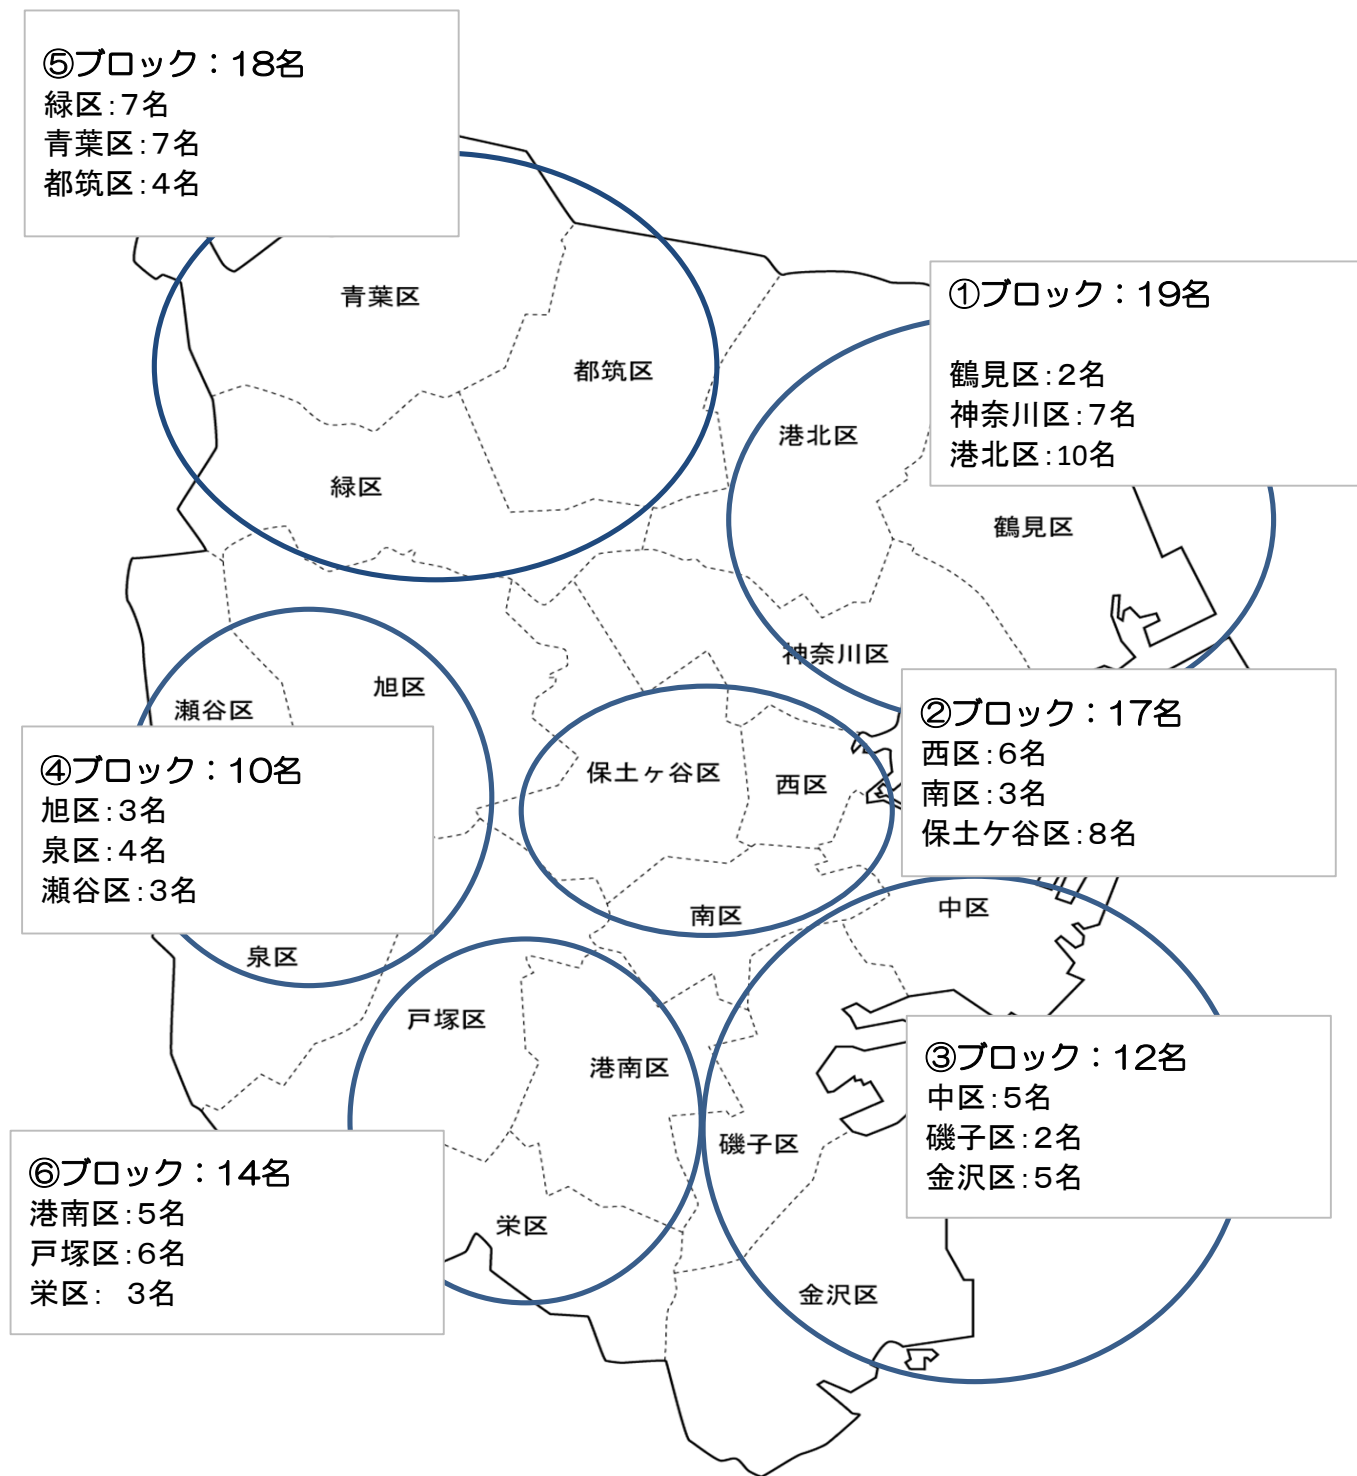 ⑤ブロック：18名
緑区：７名
青葉区：７名
都筑区：４名
①ブロック：19名
鶴見区：２名
神奈川区：７名
港北区：10名
青葉区
都筑区
港北区
緑区
鶴見区
神奈川区
旭区
瀬谷区
②ブロック：17名
西区：６名
南区：３名
保土ケ谷区：８名
④ブロック：10名
旭区：３名
泉区：４名
瀬谷区：３名
保土ヶ谷区
西区
南区
中区
泉区
戸塚区
港南区
③ブロック：12名
中区：５名
磯子区：２名
金沢区：５名
磯子区
⑥ブロック：14名
港南区：５名
戸塚区：６名
栄区：　３名
栄区
金沢区